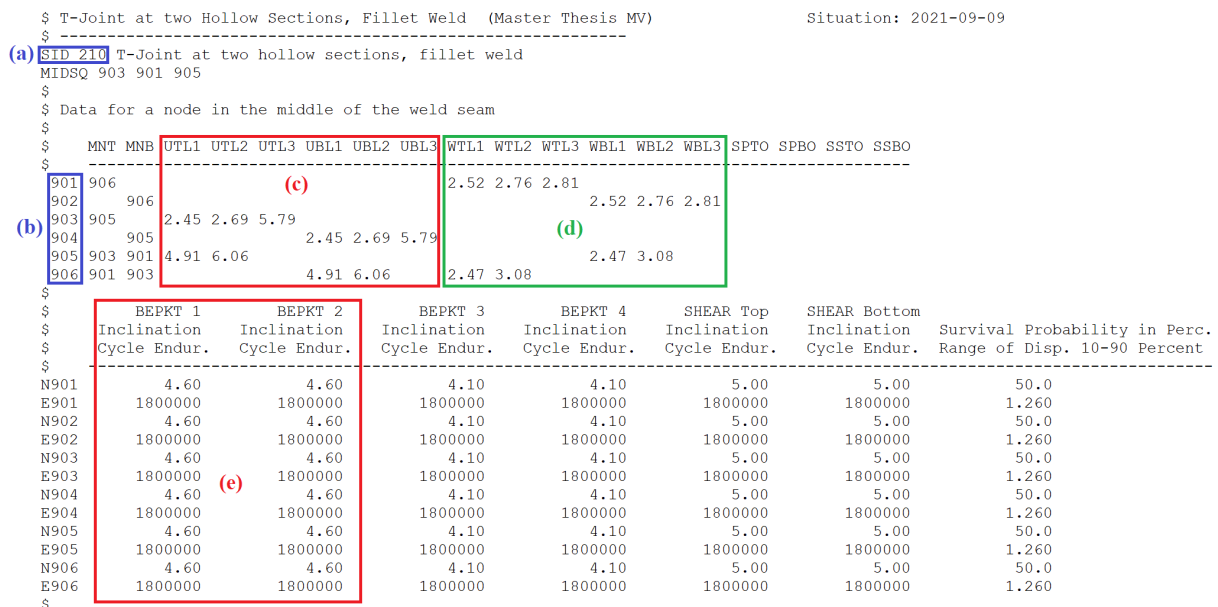 $ T-Joint at two Hollow Sections, Fillet Weld  (Master Thesis MV)                Situation: 2021-09-09
$ ------------------------------------------------------------
(a) SID 210 T-Joint at two hollow sections, fillet weld
MIDSQ 903 901 905
$
$ Data for a node in the middle of the weld seam
$
$    MNT MNB UTL1 UTL2 UTL3 UBL1 UBL2 UBL3 WTL1 WTL2 WTL3 WBL1 WBL2 WBL3 SPTO SPBO SSTO SSBO
$    ---------------------------------------------------------------------------------------
901 906 (c) 2.52 2.76 2.81
902 906 2.52 2.76 2.81
(b) 903 905 2.45 2.69 5.79 (d)
904 905 2.45 2.69 5.79
905 903 901 4.91 6.06 2.47 3.08
906 901 903 4.91 6.06 2.47 3.08
$
$ BEPKT 1 BEPKT 2 BEPKT 3 BEPKT 4 SHEAR Top SHEAR Bottom
$ Inclination Inclination Inclination Inclination Inclination Inclination Survival Probability in Perc.
$ Cycle Endur. Cycle Endur. Cycle Endur. Cycle Endur. Cycle Endur. Cycle Endur. Range of Disp. 10-90 Percent
$ ----------------------------------------------------------------------------------------------------
N901 4.60 4.60 4.10 4.10 5.00 5.00 50.0
E901 1800000 1800000 1800000 1800000 1800000 1800000 1.260
N902 4.60 4.60 4.10 4.10 5.00 5.00 50.0
E902 1800000 1800000 1800000 1800000 1800000 1800000 1.260
N903 4.60 4.60 4.10 4.10 5.00 5.00 50.0
E903 1800000 (e) 1800000 1800000 1800000 1800000 1800000 1.260
N904 4.60 4.60 4.10 4.10 5.00 5.00 50.0
E904 1800000 1800000 1800000 1800000 1800000 1800000 1.260
N905 4.60 4.60 4.10 4.10 5.00 5.00 50.0
E905 1800000 1800000 1800000 1800000 1800000 1800000 1.260
N906 4.60 4.60 4.10 4.10 5.00 5.00 50.0
E906 1800000 1800000 1800000 1800000 1800000 1800000 1.260
$